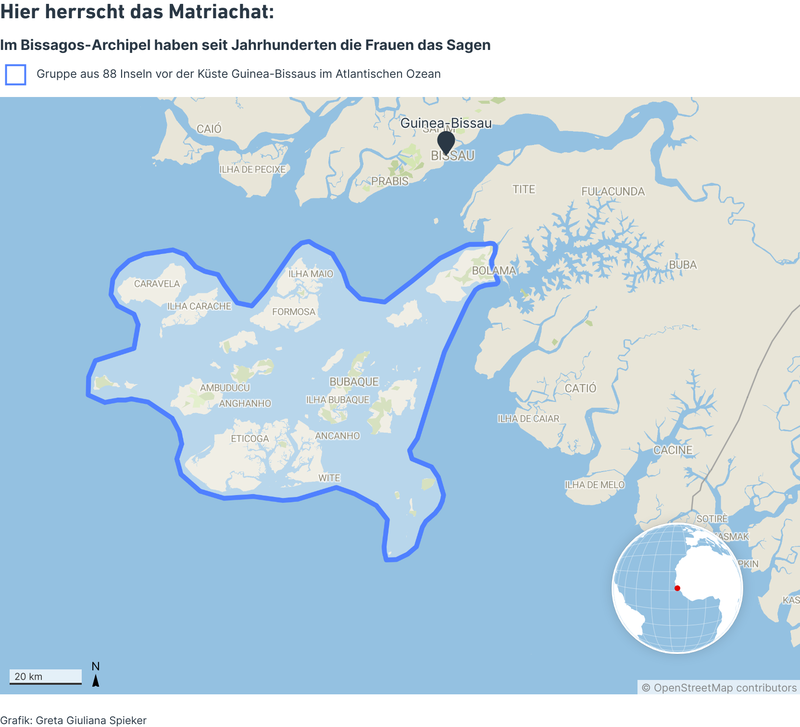 Hier herrscht das Matriachat:
Im Bissagos-Archipel haben seit Jahrhunderten die Frauen das Sagen
Gruppe aus 88 Inseln vor der Küste Guinea-Bissaus im Atlantischen Ozean
Guinea-Bissau
CAIÓ
BISSAU
ILHA DE PECIXE
PRABIS
TITE
FULACUNDA
BUBA
BOLAMA
CARAVELA
ILHA MAIO
ILHA CARACHE
FORMOSA
BUBAQUE
AMBUDUCU
ILHA BUBAQUE
ANGHANHO
CATIÓ
ILHA DE CAIAR
ETICOGA
ANCANHO
CACINE
WITE
ILHA DE MELO
SOTIRÉ
KASMAK
20 km
N
© OpenStreetMap contributors
Grafik: Greta Giuliana Spieker